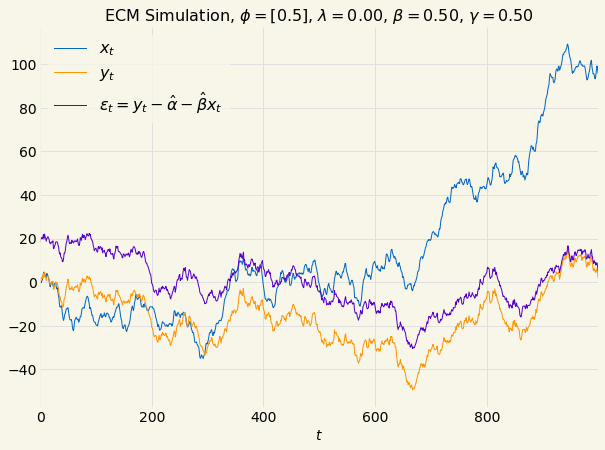 ECM Simulation, ϕ = [0.5], λ = 0.00, β = 0.50, γ = 0.50
x_t
y_t
ε_t = y_t − α̂ − β̂x_t
100
80
60
40
20
0
−20
−40
0 200 400 600 800
t